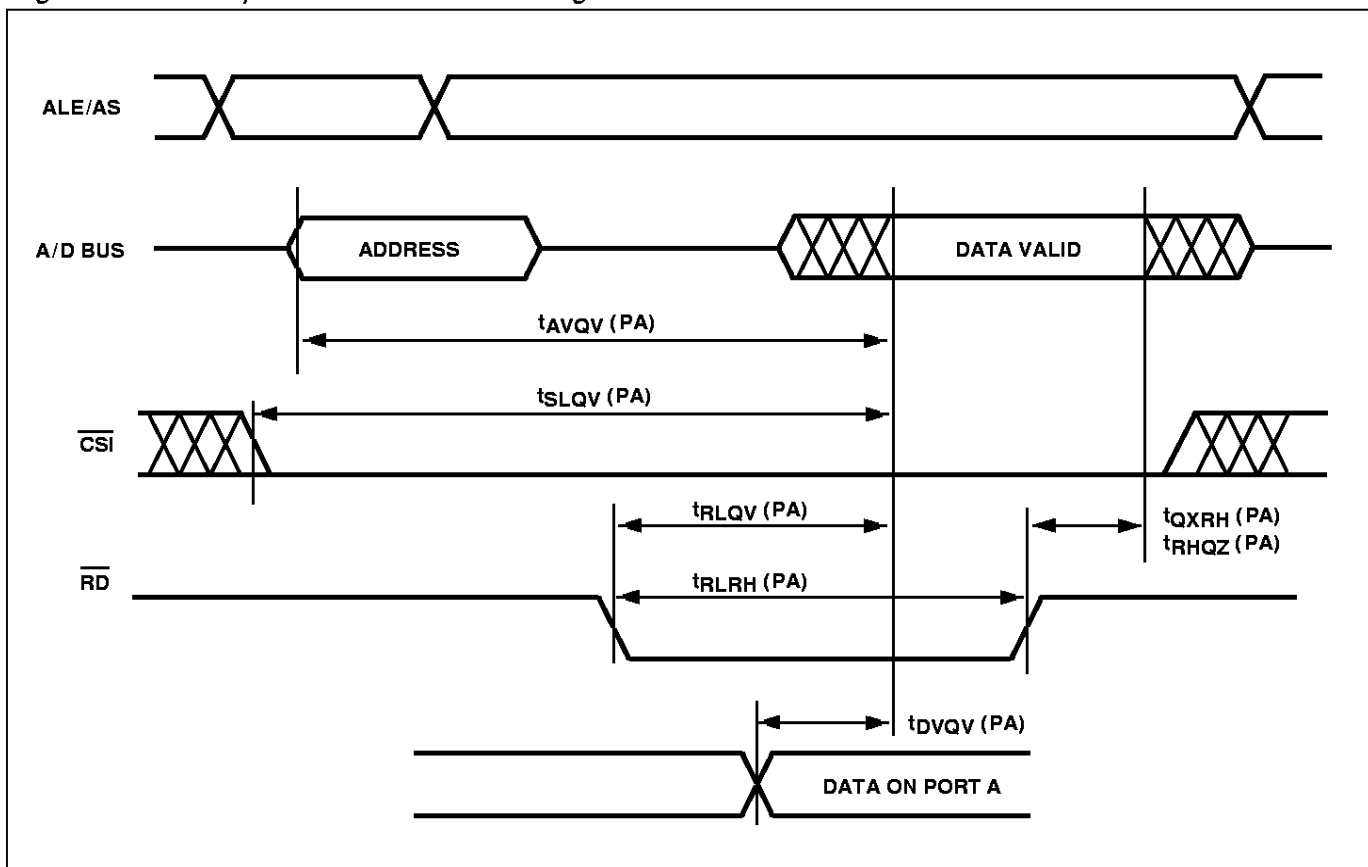 ALE/AS
A/D BUS
ADDRESS
DATA VALID
tAVQV (PA)
tSLQV (PA)
CSI
tRLQV (PA)
tQXRH (PA)
tRHQZ (PA)
tRLRH (PA)
RD
tDVQV (PA)
DATA ON PORT A